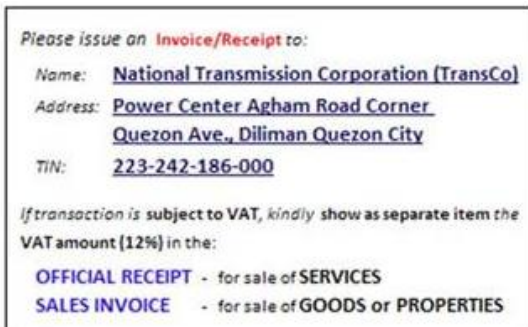 Please issue an Invoice/Receipt to:
Name: National Transmission Corporation (TransCo)
Address: Power Center Agham Road Corner
Quezon Ave., Diliman Quezon City
TIN: 223-242-186-000
If transaction is subject to VAT, kindly show as separate item the
VAT amount (12%) in the:
OFFICIAL RECEIPT - for sale of SERVICES
SALES INVOICE - for sale of GOODS or PROPERTIES